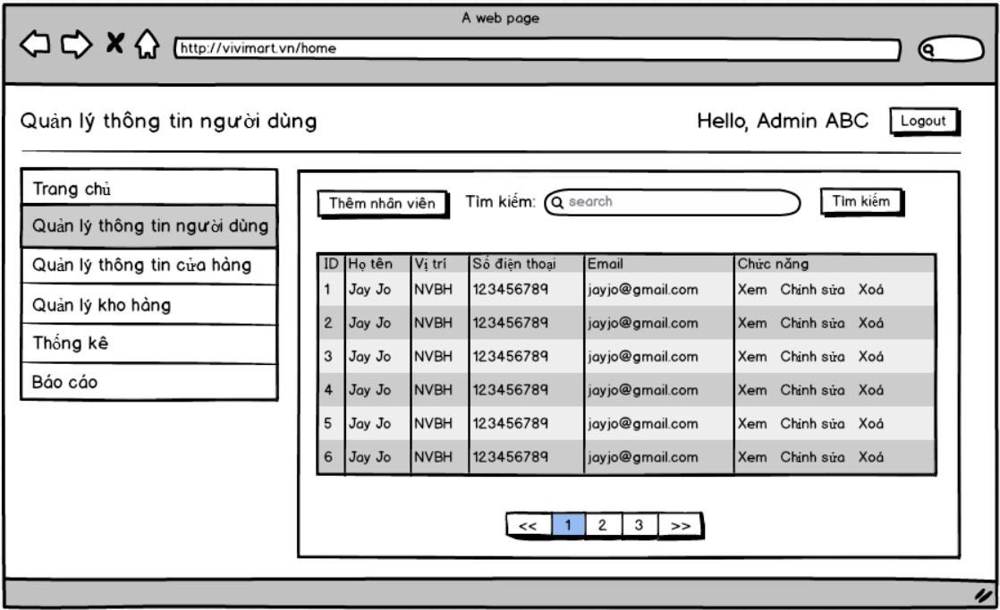 A web page
http://vivimart.vn/home
Quản lý thông tin người dùng
Hello, Admin ABC
Logout
Trang chủ
Quản lý thông tin người dùng
Quản lý thông tin cửa hàng
Quản lý kho hàng
Thống kê
Báo cáo
Thêm nhân viên Tìm kiếm: search Tìm kiếm
ID Họ tên Vị trí Số điện thoại Email Chức năng
1 Jay Jo NVBH 123456789 jayjo@gmail.com Xem Chỉnh sửa Xoá
2 Jay Jo NVBH 123456789 jayjo@gmail.com Xem Chỉnh sửa Xoá
3 Jay Jo NVBH 123456789 jayjo@gmail.com Xem Chỉnh sửa Xoá
4 Jay Jo NVBH 123456789 jayjo@gmail.com Xem Chỉnh sửa Xoá
5 Jay Jo NVBH 123456789 jayjo@gmail.com Xem Chỉnh sửa Xoá
6 Jay Jo NVBH 123456789 jayjo@gmail.com Xem Chỉnh sửa Xoá
<< 1 2 3 >>